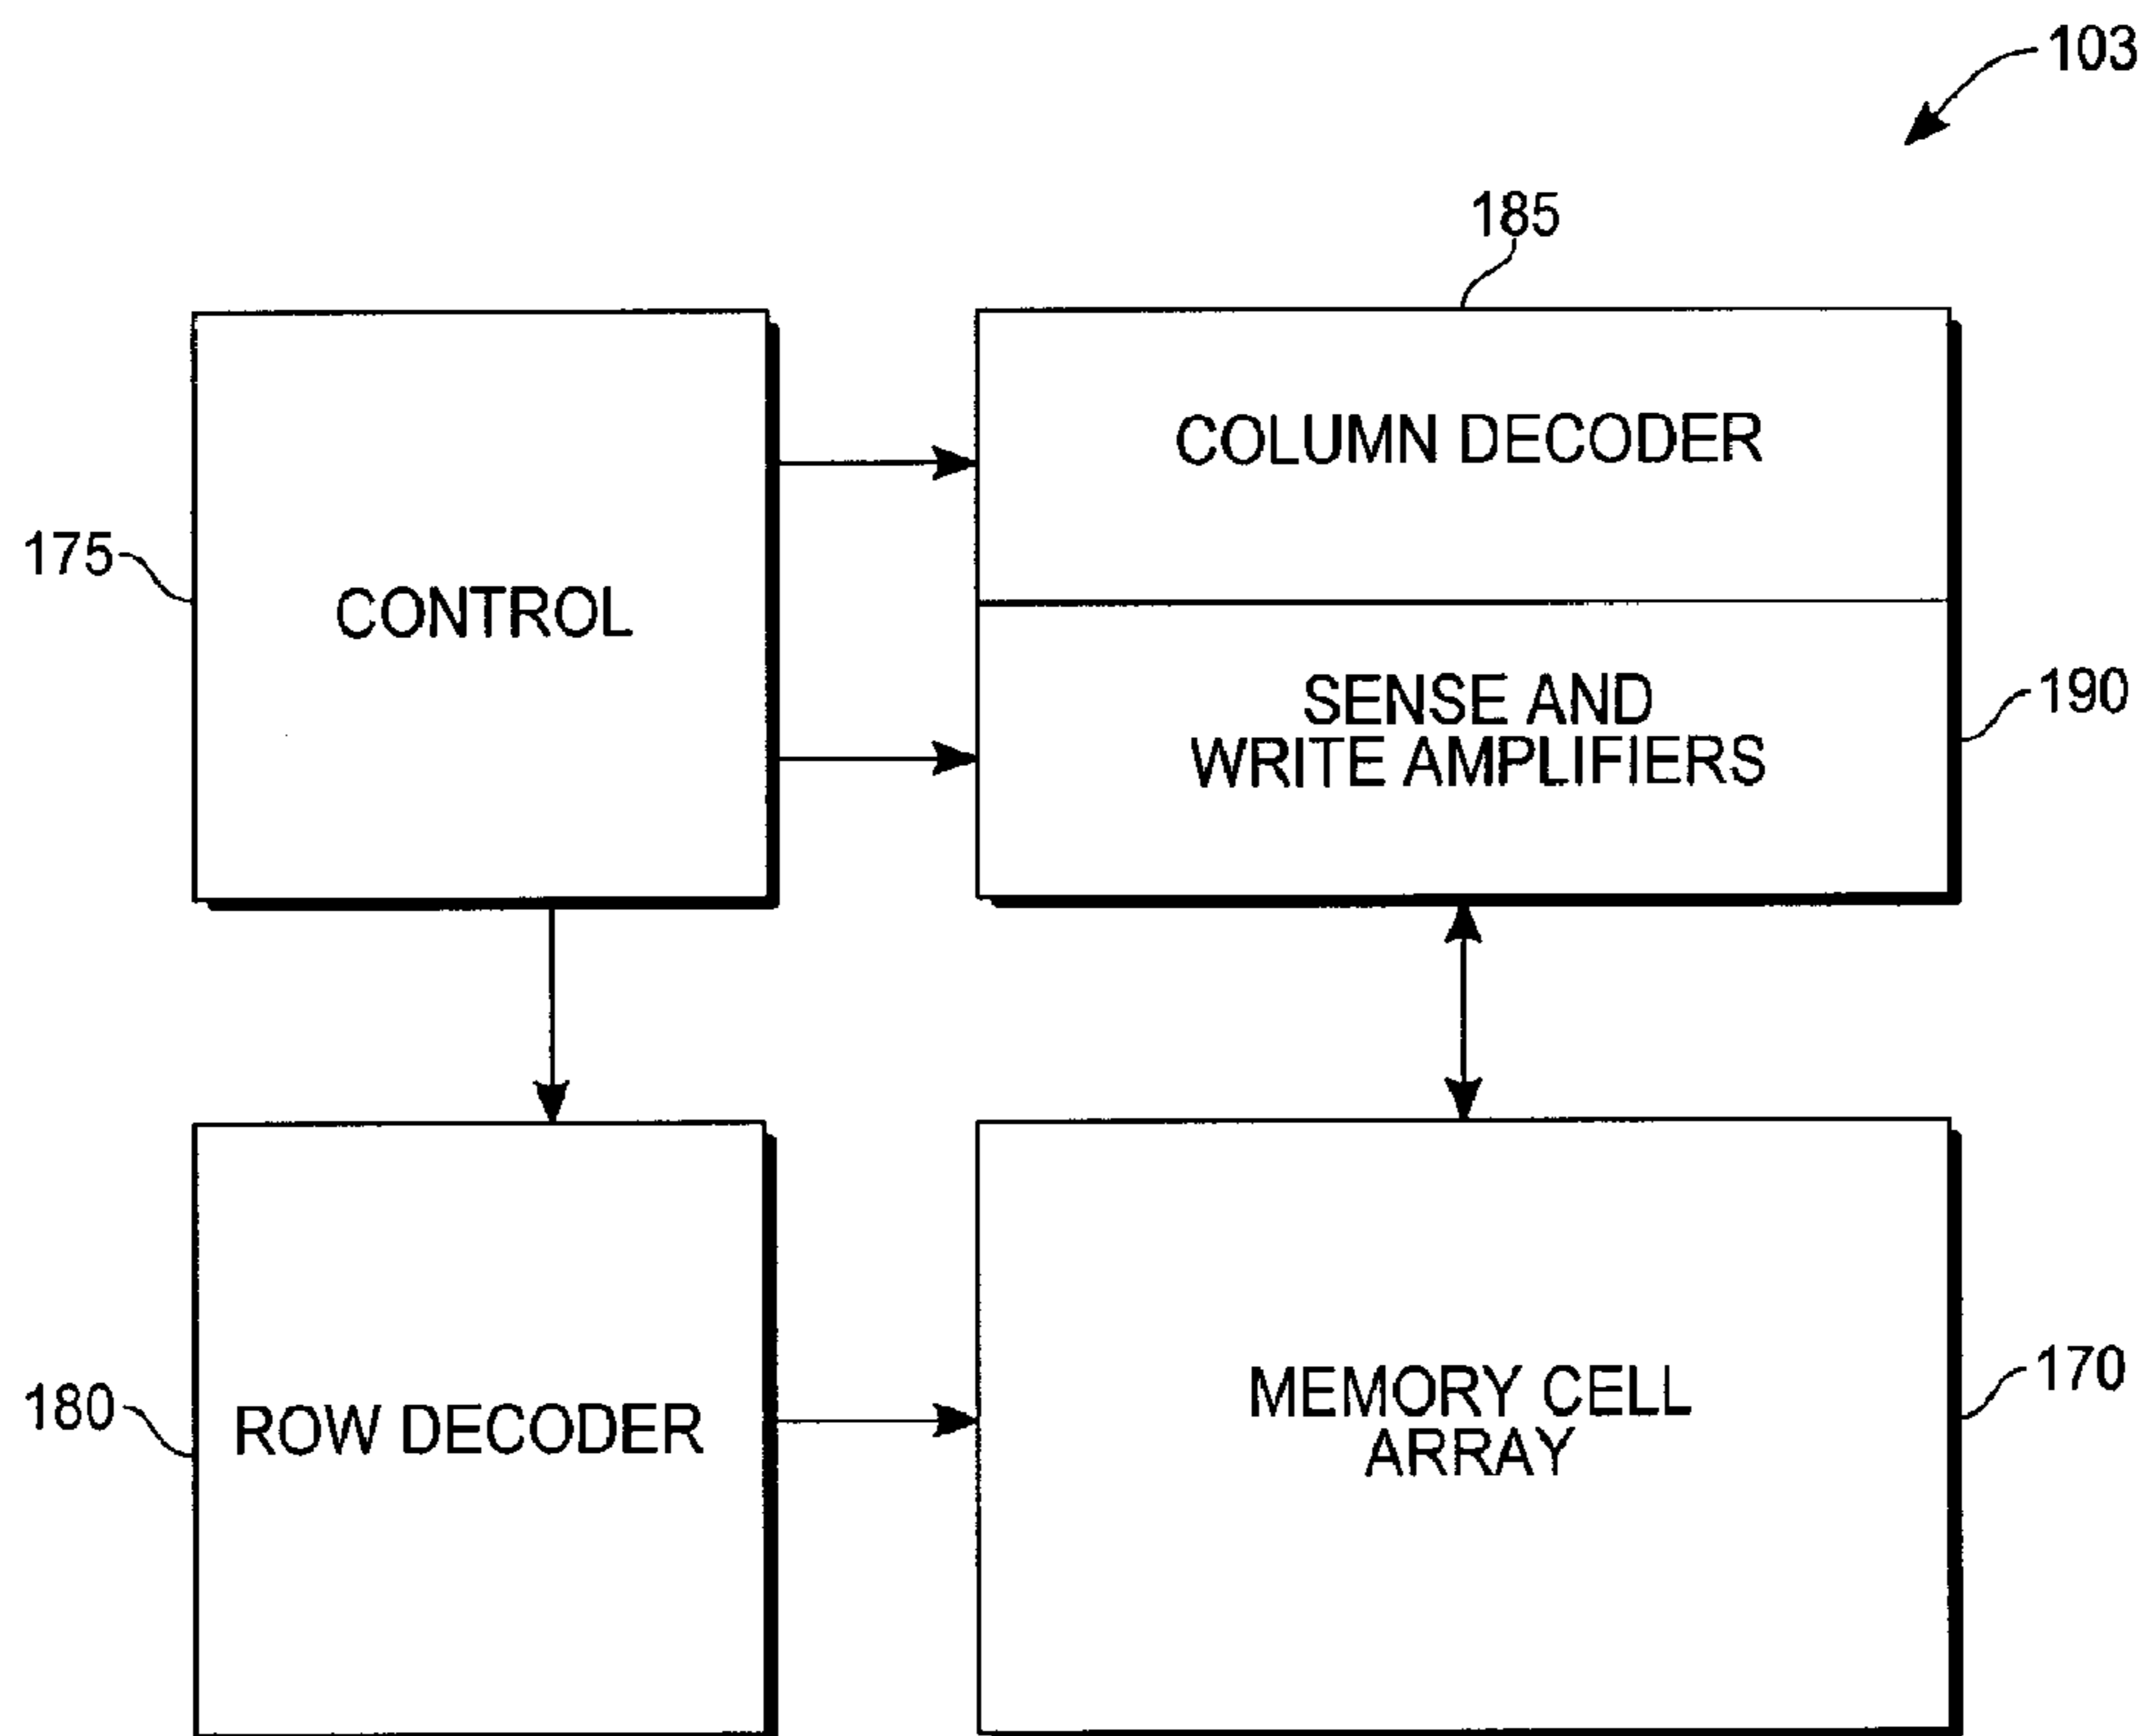 103
185
COLUMN DECODER
175
CONTROL
SENSE AND
WRITE AMPLIFIERS
190
180
ROW DECODER
MEMORY CELL
ARRAY
170